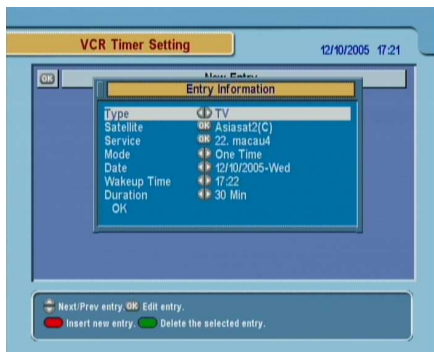 VCR Timer Setting
12/10/2005 17:21
OK New Entry
Entry Information
Type TV
Satellite OK Asiasat2(C)
Service OK 22. macau4
Mode One Time
Date 12/10/2005-Wed
Wakeup Time 17:22
Duration 30 Min
OK
Next/Prev entry. OK Edit entry.
Insert new entry. Delete the selected entry.